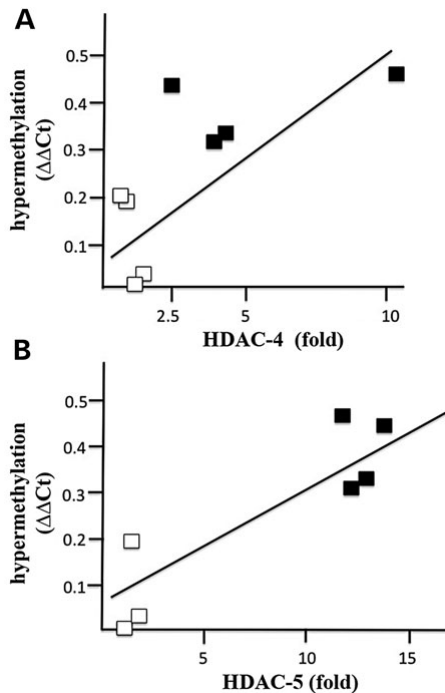 A
hypermethylation
(ΔΔCt)
0.5
0.4
0.3
0.2
0.1
2.5 5 10
HDAC-4 (fold)
B
hypermethylation
(ΔΔCt)
0.5
0.4
0.3
0.2
0.1
5 10 15
HDAC-5 (fold)